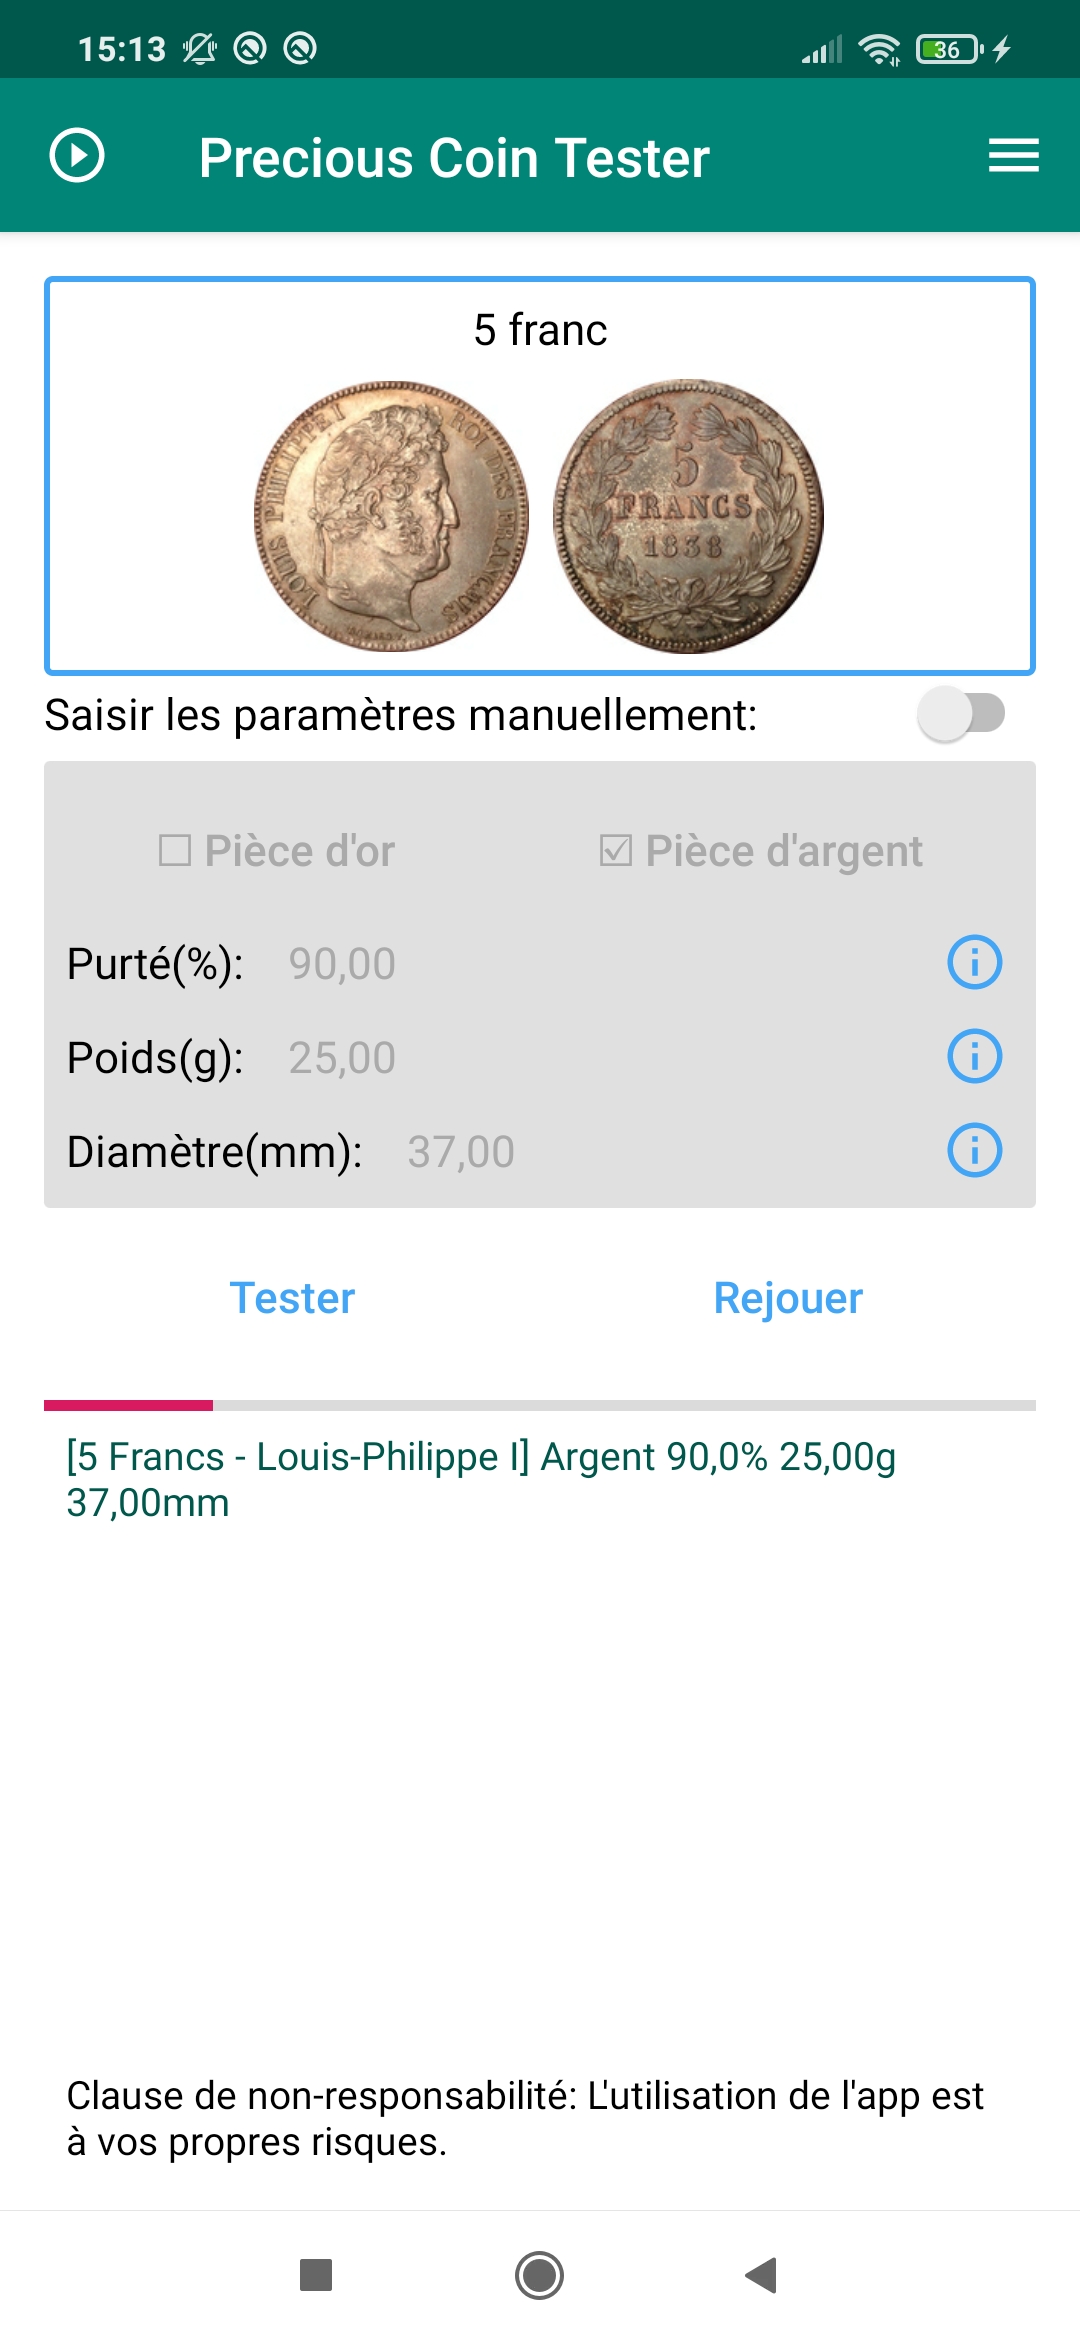 15:13
36
Precious Coin Tester
5 franc
LOUIS PHILIPPE I ROI DES FRANÇAIS
5
FRANCS
1838
Saisir les paramètres manuellement:
☐ Pièce d'or ☑ Pièce d'argent
Purté(%): 90,00
Poids(g): 25,00
Diamètre(mm): 37,00
Tester Rejouer
[5 Francs - Louis-Philippe I] Argent 90,0% 25,00g
37,00mm
Clause de non-responsabilité: L'utilisation de l'app est
à vos propres risques.